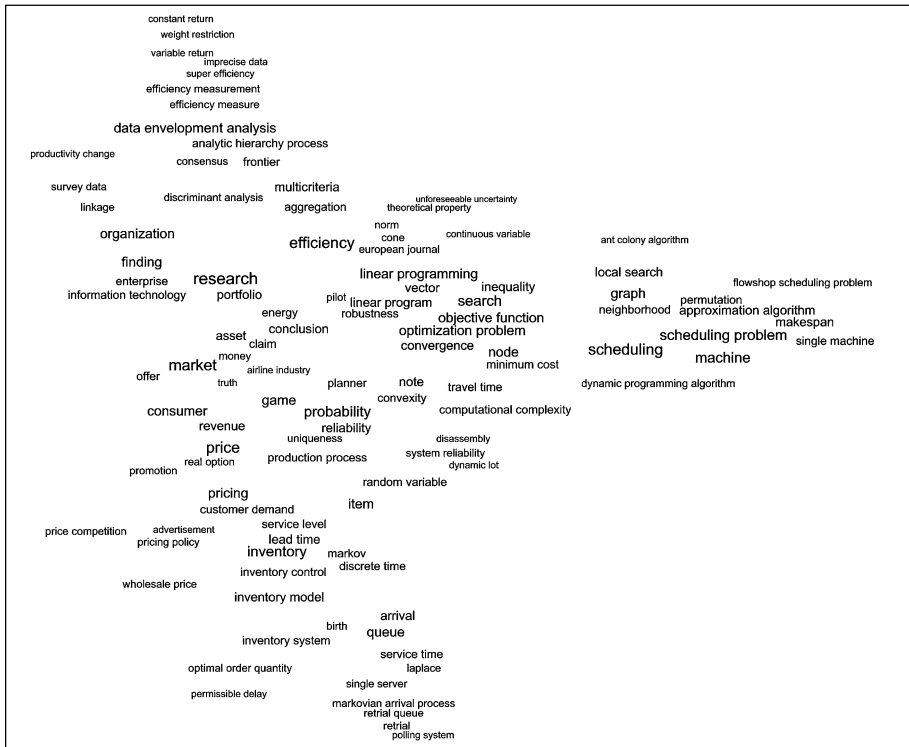 constant return
weight restriction
variable return
imprecise data
super efficiency
efficiency measurement
efficiency measure
data envelopment analysis
analytic hierarchy process
productivity change
consensus frontier
survey data
multicriteria
discriminant analysis
unforeseeable uncertainty
linkage
aggregation
theoretical property
norm
organization
cone
continuous variable
efficiency
ant colony algorithm
european journal
finding
local search
linear programming
research
enterprise
flowshop scheduling problem
vector
inequality
information technology
portfolio
graph
pilot
linear program
search
permutation
energy
robustness
neighborhood
approximation algorithm
objective function
makespan
conclusion
optimization problem
asset
scheduling problem
single machine
claim
convergence
scheduling
node
money
machine
market
minimum cost
airline industry
offer
truth
planner
note
travel time
dynamic programming algorithm
game
convexity
consumer
probability
computational complexity
revenue
reliability
uniqueness
disassembly
price
production process
system reliability
real option
dynamic lot
promotion
random variable
pricing
item
customer demand
service level
price competition
advertisement
lead time
pricing policy
inventory
markov
discrete time
inventory control
wholesale price
inventory model
arrival
birth
queue
inventory system
service time
optimal order quantity
laplace
single server
permissible delay
markovian arrival process
retrial queue
retrial
polling system